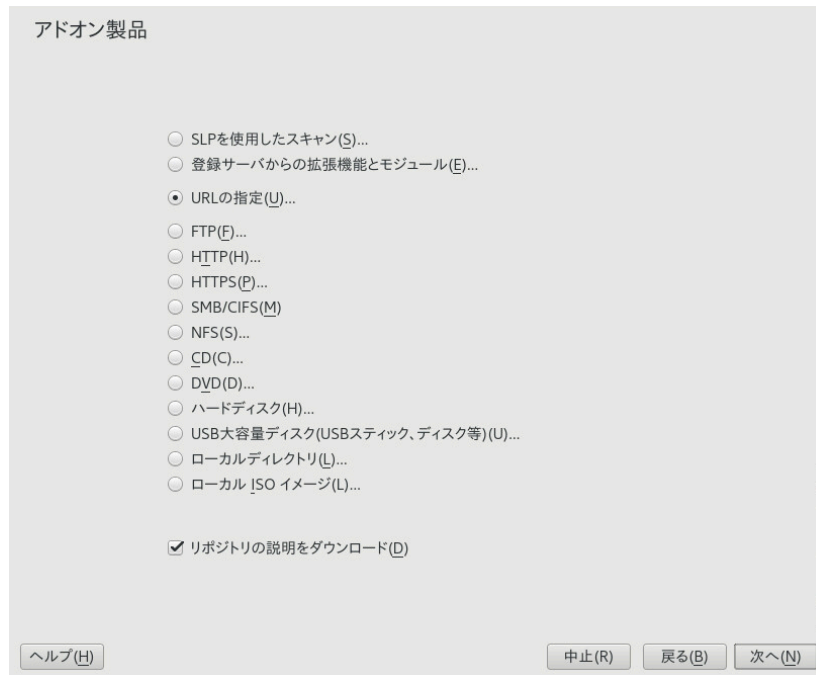 アドオン製品
SLPを使用したスキャン(S)...
登録サーバからの拡張機能とモジュール(E)...
URLの指定(U)...
FTP(F)...
HTTP(H)...
HTTPS(P)...
SMB/CIFS(M)
NFS(S)...
CD(C)...
DVD(D)...
ハードディスク(H)...
USB大容量ディスク(USBスティック、ディスク等)(U)...
ローカルディレクトリ(L)...
ローカル ISO イメージ(L)...
リポジトリの説明をダウンロード(D)
ヘルプ(H) 中止(R) 戻る(B) 次へ(N)